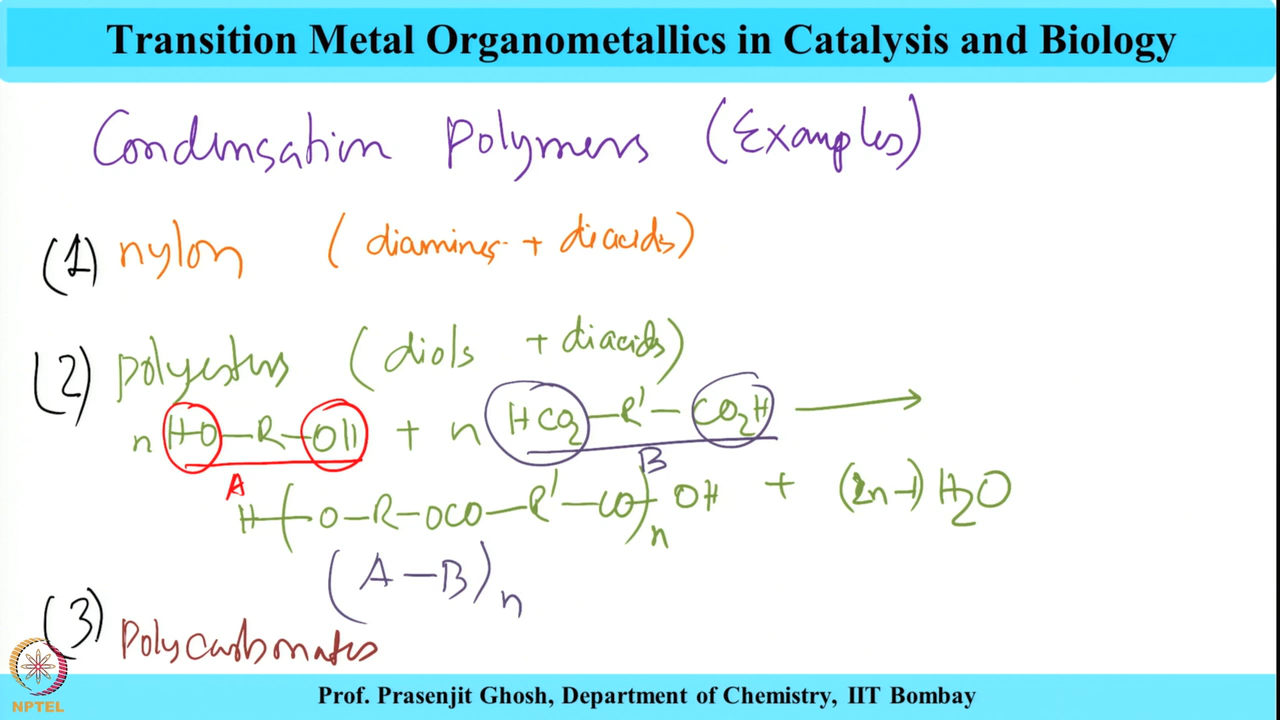 Transition Metal Organometallics in Catalysis and Biology
Condensation Polymers (Examples)
(1) nylon (diamines + diacids)
(2) polyesters (diols + diacids)
n HO–R–OH + n HCO₂–R'–CO₂H ⟶
A B
H–(O–R–OCO–R'–CO)–ₙ OH + (2n–1) H₂O
(A–B)ₙ
(3) Polycarbonates
NPTEL
Prof. Prasenjit Ghosh, Department of Chemistry, IIT Bombay